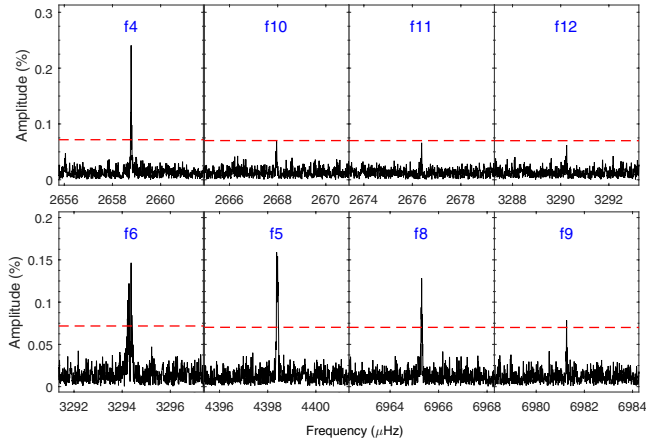 f4 f10 f11 f12
0.3
0.2
0.1
0
Amplitude (%)
2656 2658 2660 2666 2668 2670 2674 2676 2678 3288 3290 3292
f6 f5 f8 f9
0.2
0.15
0.1
0.05
0
Amplitude (%)
3292 3294 3296 4396 4398 4400 6964 6966 6968 6980 6982 6984
Frequency (μHz)